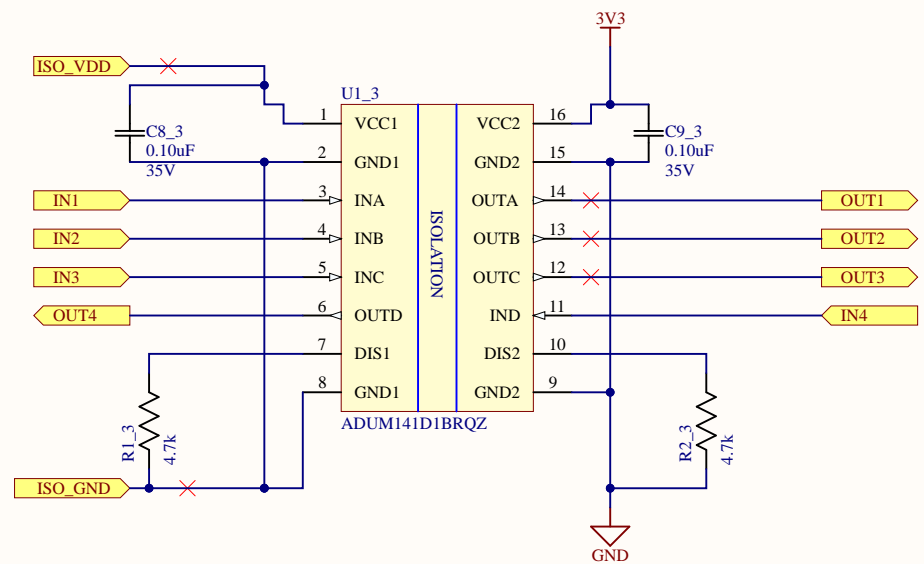 3V3
ISO_VDD
U1_3
1 VCC1 VCC2 16
C8_3
0.10uF
35V
C9_3
0.10uF
35V
2 GND1 GND2 15
IN1 3 INA OUTA 14 OUT1
IN2 4 INB OUTB 13 OUT2
IN3 5 INC OUTC 12 OUT3
OUT4 6 OUTD IND 11 IN4
7 DIS1 DIS2 10
8 GND1 GND2 9
ISOLATION
ADUM141D1BRQZ
R1_3
4.7k
R2_3
4.7k
ISO_GND
GND